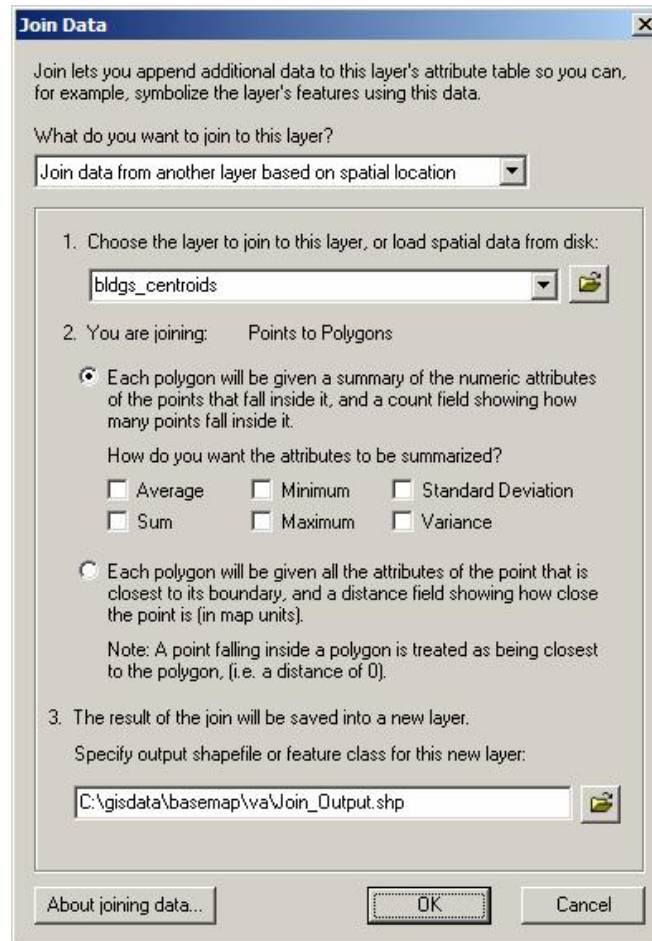 Join Data
Join lets you append additional data to this layer's attribute table so you can,
for example, symbolize the layer's features using this data.
What do you want to join to this layer?
Join data from another layer based on spatial location
1. Choose the layer to join to this layer, or load spatial data from disk:
bldgs_centroids
2. You are joining: Points to Polygons
Each polygon will be given a summary of the numeric attributes
of the points that fall inside it, and a count field showing how
many points fall inside it.
How do you want the attributes to be summarized?
Average Minimum Standard Deviation
Sum Maximum Variance
Each polygon will be given all the attributes of the point that is
closest to its boundary, and a distance field showing how close
the point is (in map units).
Note: A point falling inside a polygon is treated as being closest
to the polygon, (i.e. a distance of 0).
3. The result of the join will be saved into a new layer.
Specify output shapefile or feature class for this new layer:
C:\gisdata\basemap\va\Join_Output.shp
About joining data... OK Cancel